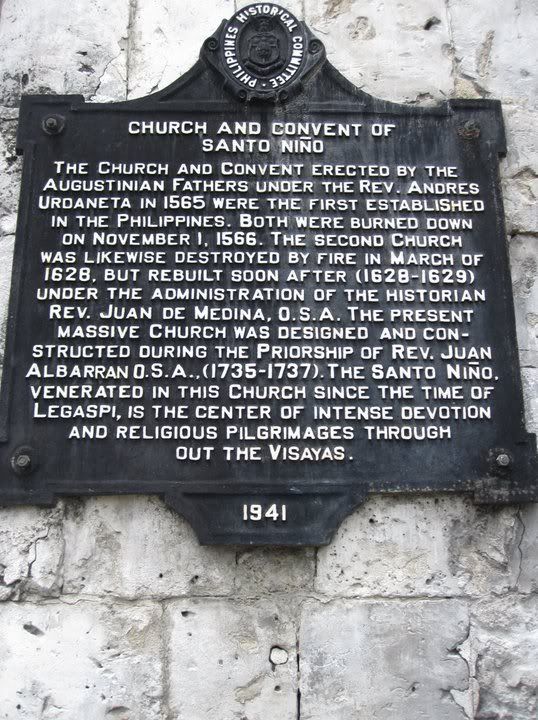 PHILIPPINES HISTORICAL COMMITTEE
CHURCH AND CONVENT OF
SANTO NIÑO
THE CHURCH AND CONVENT ERECTED BY THE
AUGUSTINIAN FATHERS UNDER THE REV. ANDRES
URDANETA IN 1565 WERE THE FIRST ESTABLISHED
IN THE PHILIPPINES. BOTH WERE BURNED DOWN
ON NOVEMBER 1, 1566. THE SECOND CHURCH
WAS LIKEWISE DESTROYED BY FIRE IN MARCH OF
1628, BUT REBUILT SOON AFTER (1628-1629)
UNDER THE ADMINISTRATION OF THE HISTORIAN
REV. JUAN DE MEDINA, O.S.A. THE PRESENT
MASSIVE CHURCH WAS DESIGNED AND CON-
STRUCTED DURING THE PRIORSHIP OF REV. JUAN
ALBARRAN O.S.A., (1735-1737). THE SANTO NIÑO,
VENERATED IN THIS CHURCH SINCE THE TIME OF
LEGASPI, IS THE CENTER OF INTENSE DEVOTION
AND RELIGIOUS PILGRIMAGES THROUGH
OUT THE VISAYAS.
1941